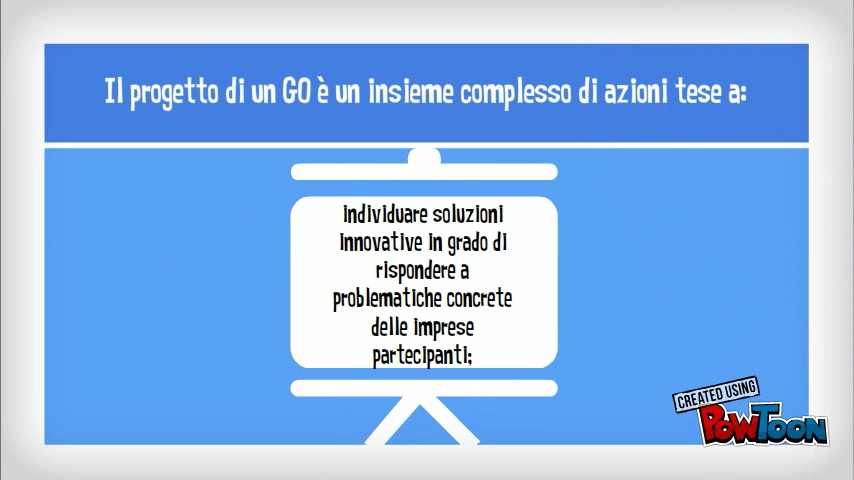 Il progetto di un GO è un insieme complesso di azioni tese a:
individuare soluzioni
innovative in grado di
rispondere a
problematiche concrete
delle imprese
partecipanti;
CREATED USING
POWTOON